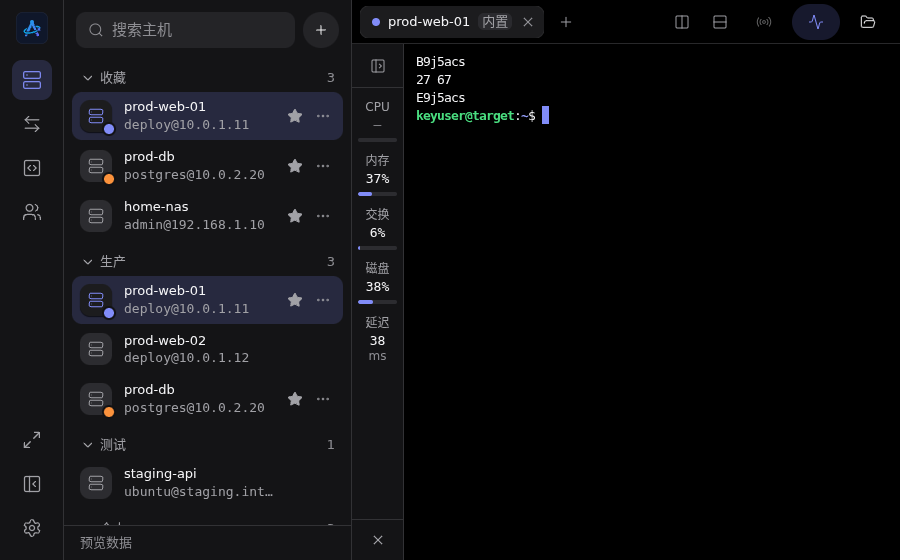 搜索主机
收藏 3
prod-web-01
deploy@10.0.1.11
prod-db
postgres@10.0.2.20
home-nas
admin@192.168.1.10
生产 3
prod-web-01
deploy@10.0.1.11
prod-web-02
deploy@10.0.1.12
prod-db
postgres@10.0.2.20
测试 1
staging-api
ubuntu@staging.int…
预览数据
prod-web-01 内置
CPU
—
内存
37%
交换
6%
磁盘
38%
延迟
38
ms
B9j5acs
27 67
E9j5acs
keyuser@target:~$